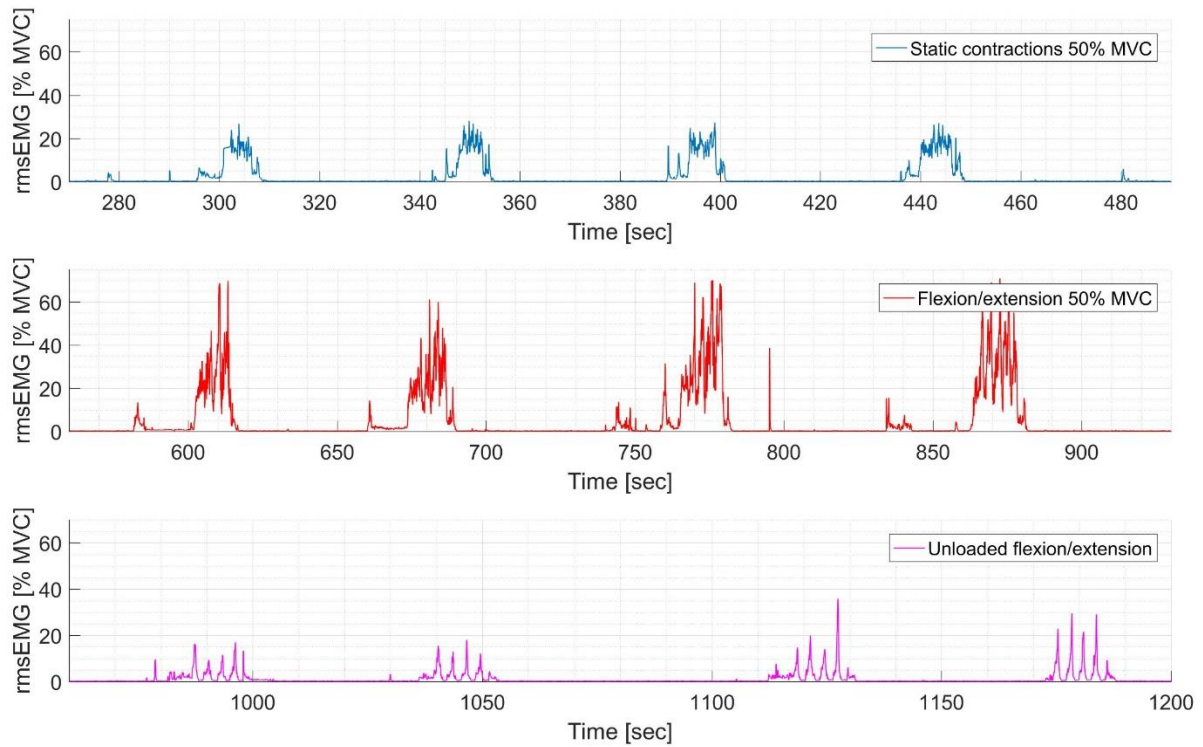 rmsEMG [% MVC]
60
40
20
0
Static contractions 50% MVC
280 300 320 340 360 380 400 420 440 460 480
Time [sec]
rmsEMG [% MVC]
60
40
20
0
Flexion/extension 50% MVC
600 650 700 750 800 850 900
Time [sec]
rmsEMG [% MVC]
60
40
20
0
Unloaded flexion/extension
1000 1050 1100 1150 1200
Time [sec]